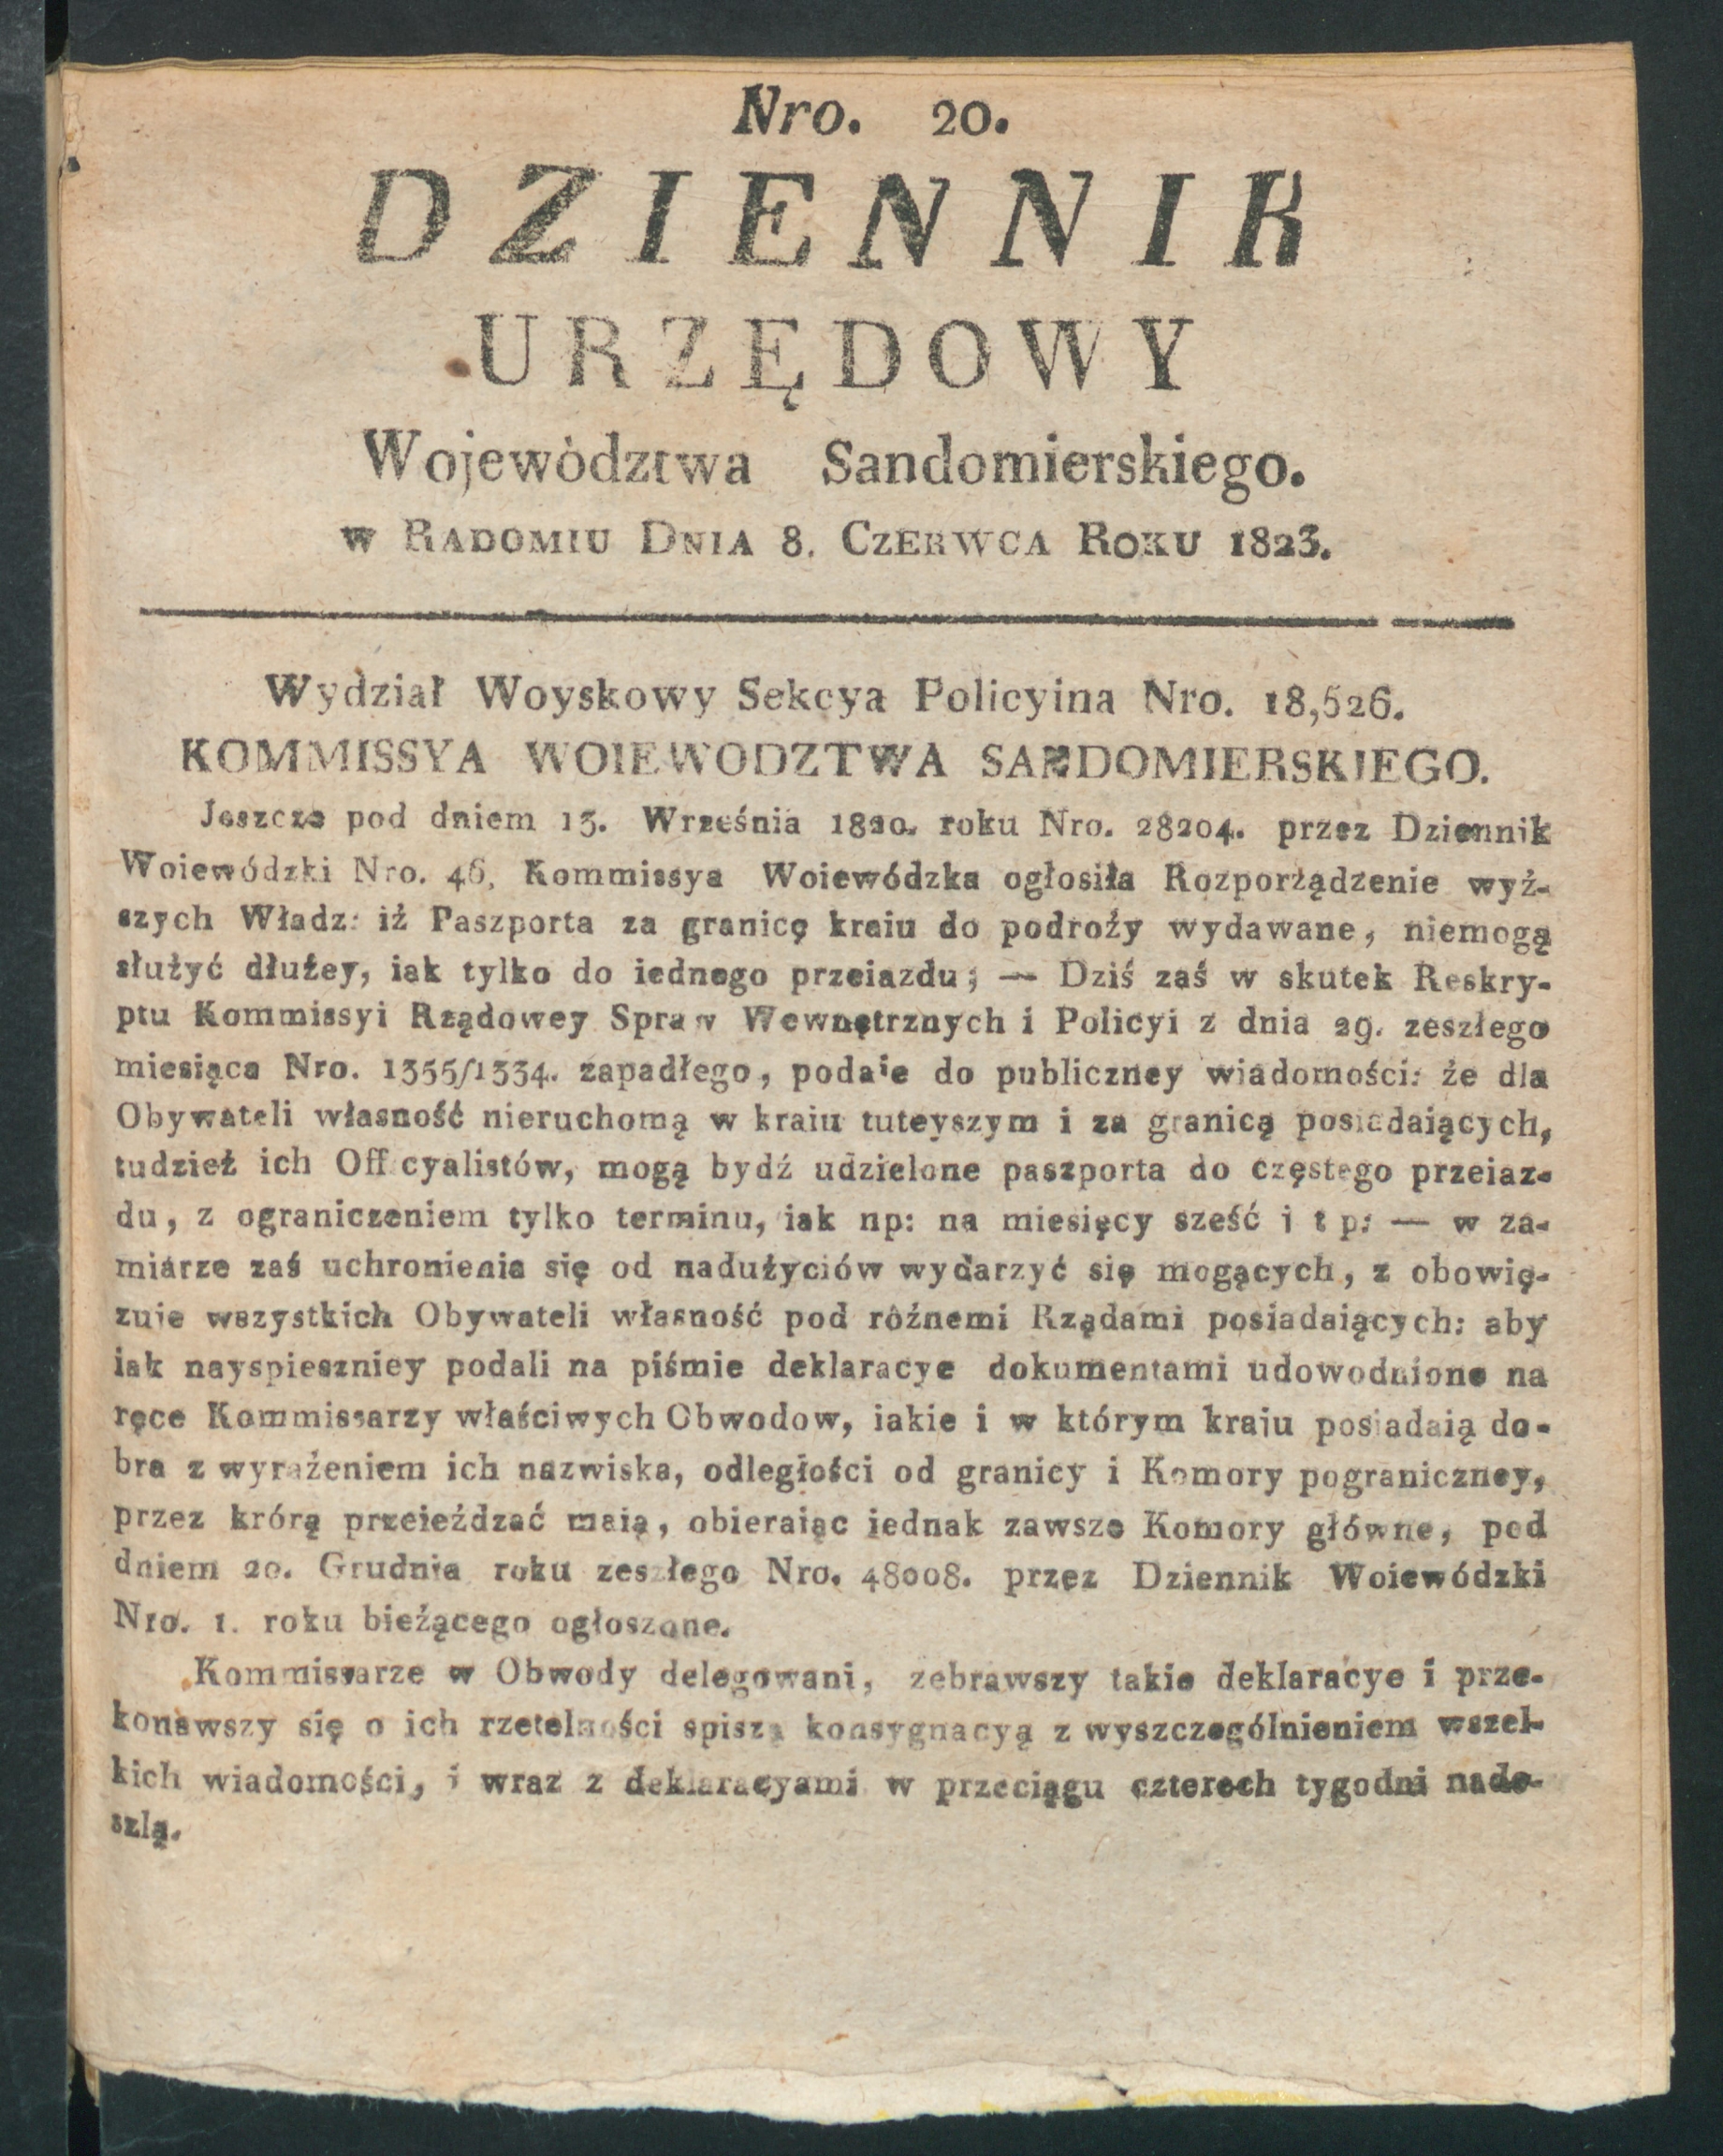 Nro. 20.
DZIENNIK
URZĘDOWY
Województwa Sandomierskiego.
w Radomiu Dnia 8. Czerwca Roku 1823.
Wydział Woyskowy Sekcya Policyina Nro. 18,526.
KOMMISSYA WOIEWODZTWA SANDOMIERSKIEGO.
Jeszcze pod dniem 13. Września 1820. roku Nro. 28204. przez Dziennik
Woiewódzki Nro. 46, Kommissya Woiewódzka ogłosiła Rozporżądzenie wyż-
szych Władz: iż Paszporta za granicę kraiu do podroży wydawane, niemogą
służyć dłużey, iak tylko do iednego przeiazdu; — Dziś zaś w skutek Reskry-
ptu Kommissyi Rządowey Spraw Wewnętrznych i Policyi z dnia 29. zeszłego
miesiąca Nro. 1355/1334. zapadłego, podaie do publiczney wiadomości: że dla
Obywateli własność nieruchomą w kraiu tuteyszym i za granicą posiadaiących,
tudzież ich Officyalistów, mogą bydź udzielone paszporta do częstego przeiaz-
du, z ograniczeniem tylko terminu, iak np: na miesięcy sześć i t p: — w za-
miarze zaś uchronienia się od nadużyciów wydarzyć się mogących, z obowię-
zuie wszystkich Obywateli własność pod różnemi Rządami posiadaiących: aby
iak nayspieszniey podali na piśmie deklaracye dokumentami udowodnione na
ręce Kommissarzy właściwych Obwodow, iakie i w którym kraju posiadaią do-
bra z wyrażeniem ich nazwiska, odległości od granicy i Komory pograniczney,
przez krórą przeieżdzać maią, obieraiąc iednak zawsze Komory główne, pod
dniem 20. Grudnia roku zeszłego Nro. 48008. przez Dziennik Woiewódzki
Nro. 1. roku bieżącego ogłoszone.
Kommissarze w Obwody delegowani, zebrawszy takie deklaracye i prze-
konawszy się o ich rzetelności spiszą konsygnacyą z wyszczególnieniem wszel-
kich wiadomości, i wraz z deklaracyami w przeciągu czterech tygodni nade-
szlą.